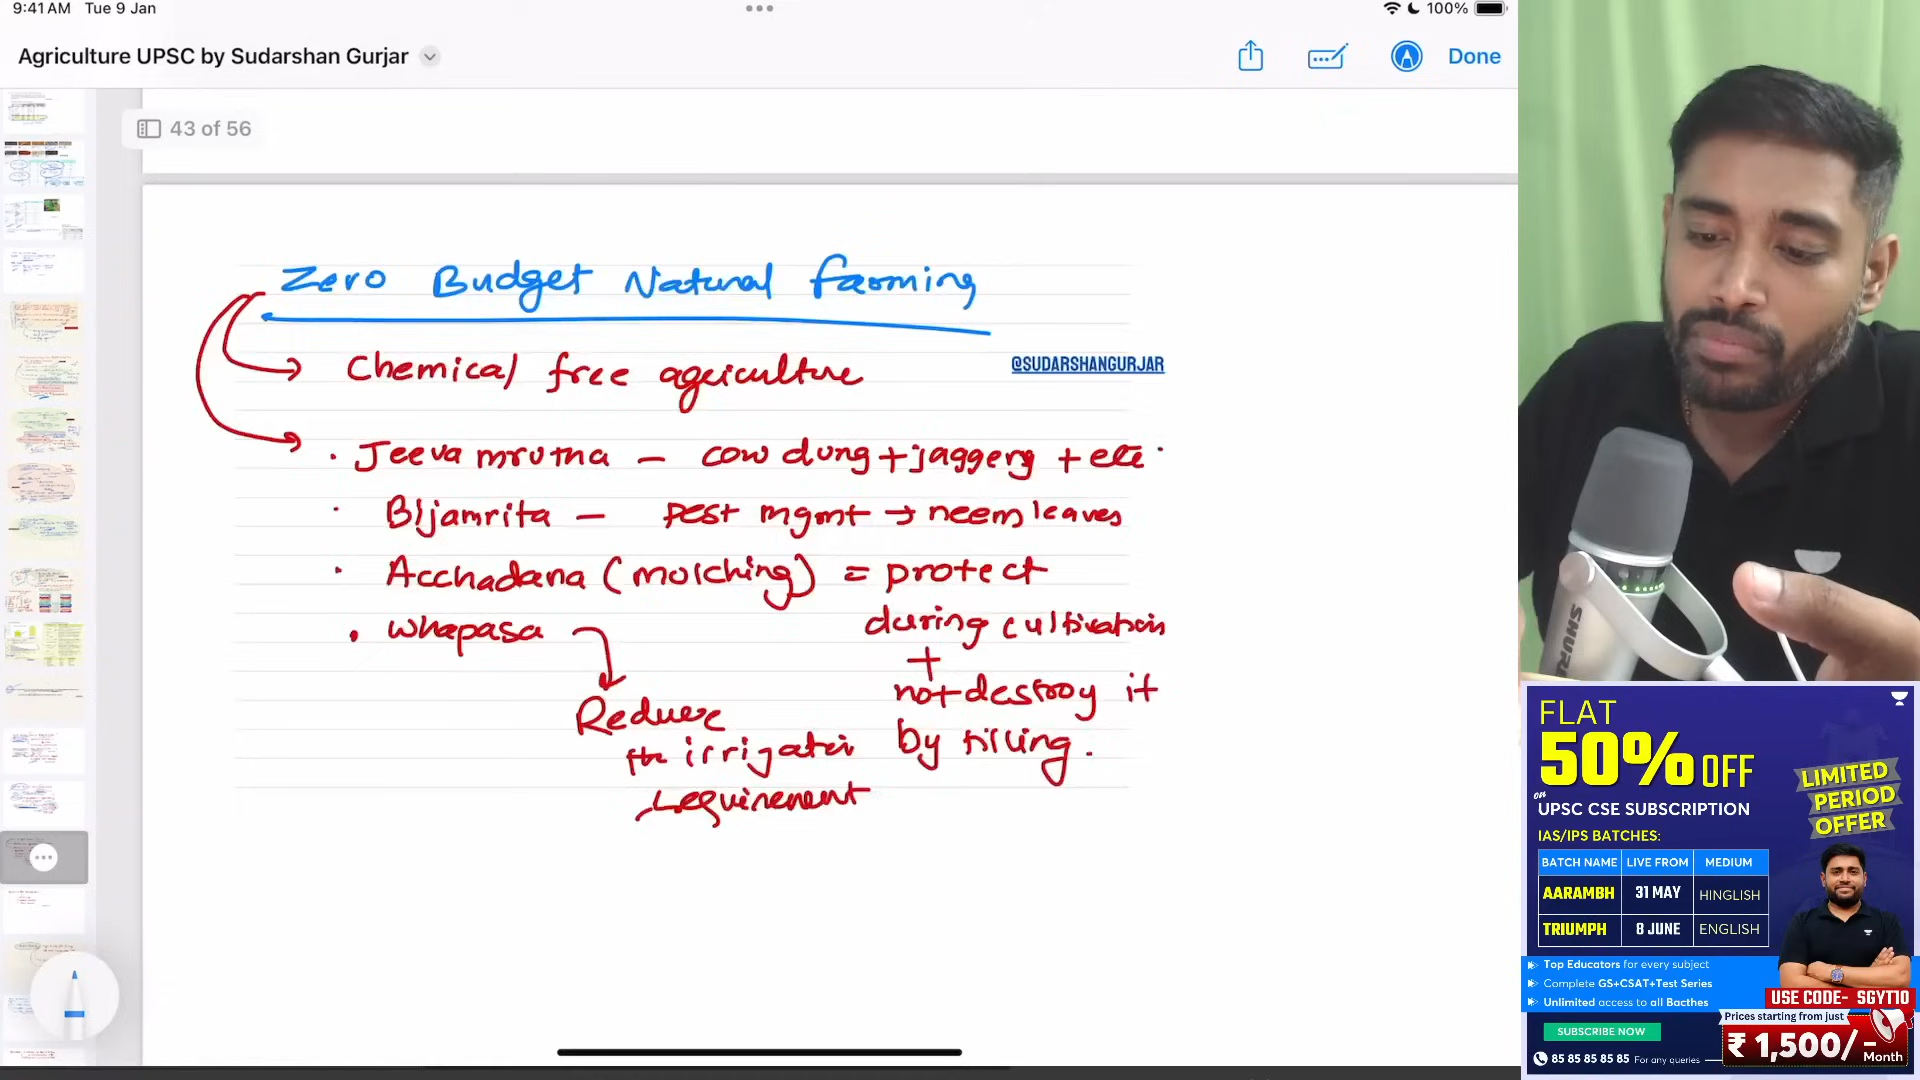 9:41 AM Tue 9 Jan
100%
Agriculture UPSC by Sudarshan Gurjar
Done
43 of 56
Zero Budget Natural farming
Chemical free agriculture
@SUDARSHANGURJAR
· Jeevamrutha — cow dung + jaggery + etc ·
· Bijamrita — pest mgmt → neem leaves
· Acchadana (mulching) = protect
during cultivation
+
not destroy it
by tilling.
· whapasa
Reduce
the irrigation
requirement
SHURE
FLAT
50% OFF
on
UPSC CSE SUBSCRIPTION
LIMITED
PERIOD
OFFER
IAS/IPS BATCHES:
BATCH NAME LIVE FROM MEDIUM
AARAMBH 31 MAY HINGLISH
TRIUMPH 8 JUNE ENGLISH
Top Educators for every subject
Complete GS+CSAT+Test Series
Unlimited access to all Bacthes
USE CODE- SGYT10
SUBSCRIBE NOW
Prices starting from just
₹ 1,500/-
Month
85 85 85 85 85 For any queries